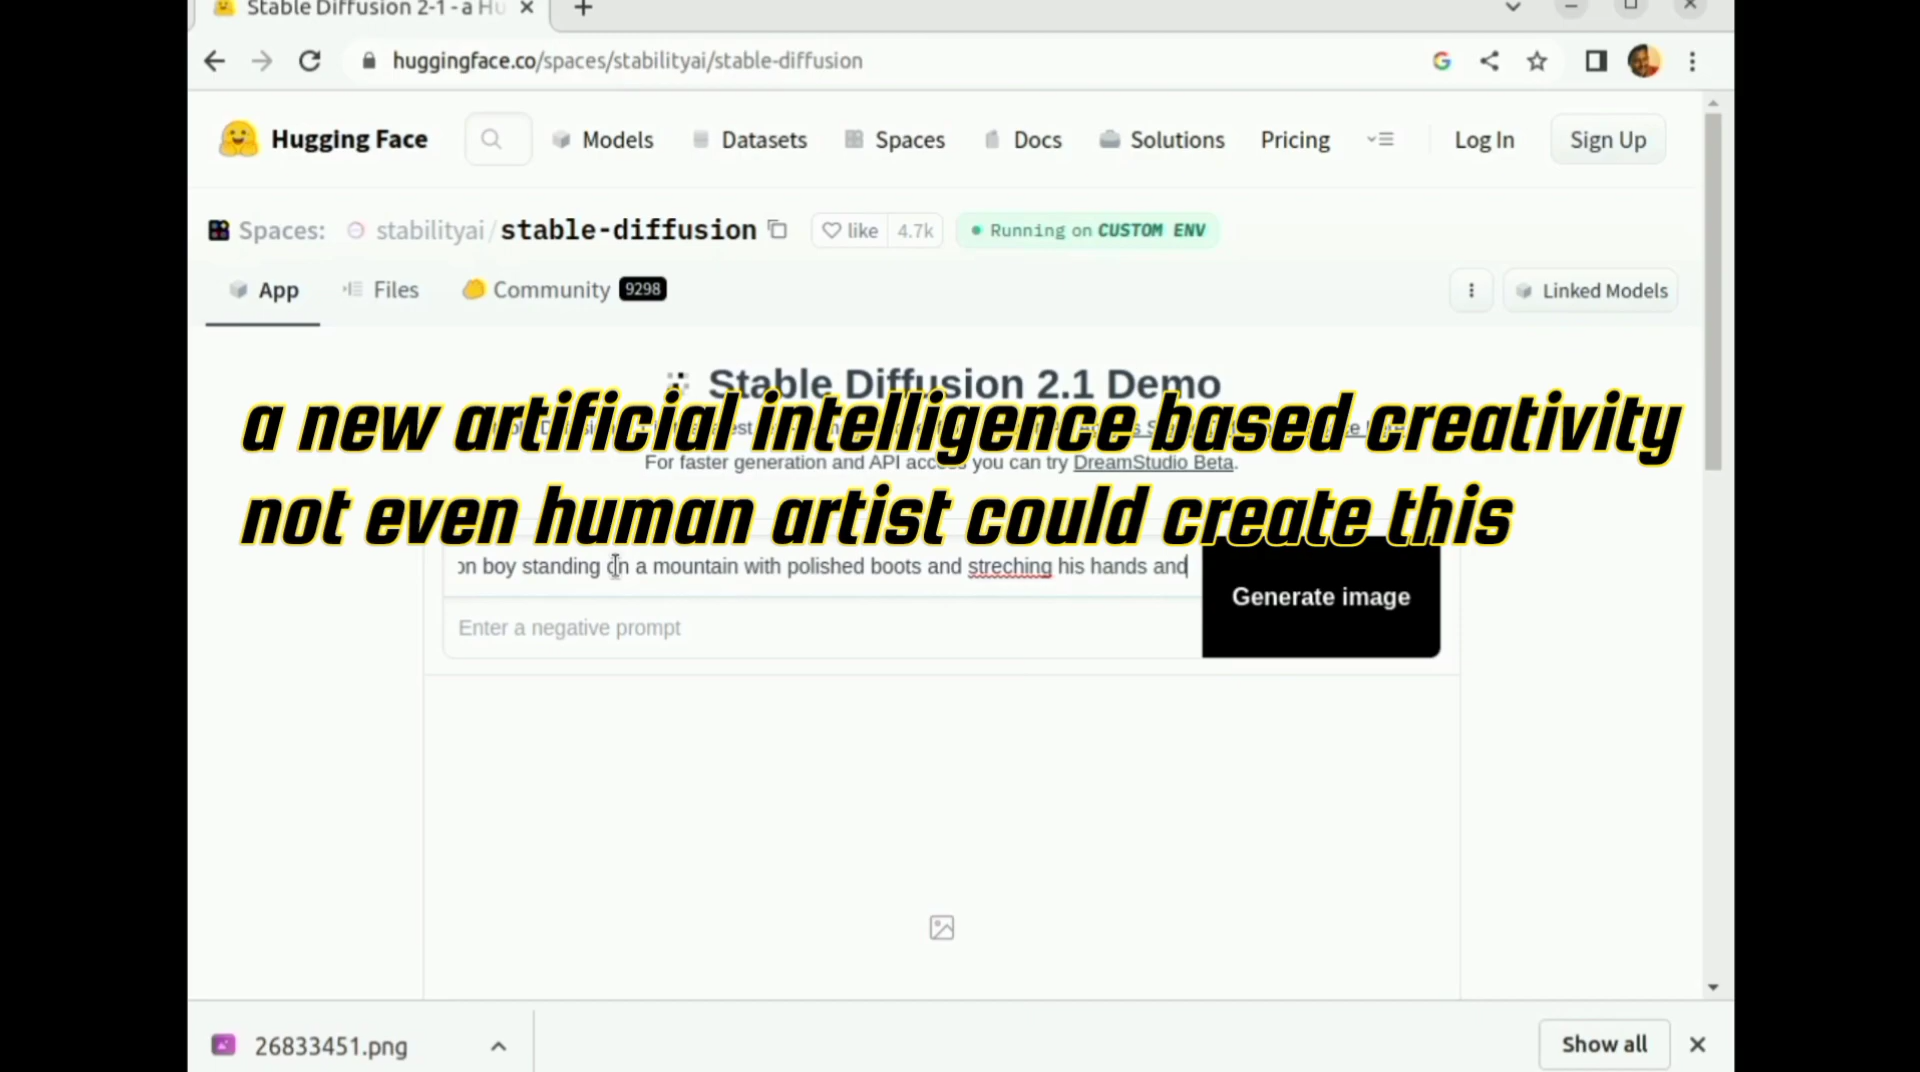 Stable Diffusion 2-1 - a Hu
huggingface.co/spaces/stabilityai/stable-diffusion
Hugging Face Models Datasets Spaces Docs Solutions Pricing Log In Sign Up
Spaces: stabilityai/stable-diffusion like 4.7k Running on CUSTOM ENV
App Files Community 9298 Linked Models
Stable Diffusion 2.1 Demo
a new artificial intelligence based creativity
For faster generation and API access you can try DreamStudio Beta.
not even human artist could create this
on boy standing on a mountain with polished boots and streching his hands and
Generate image
Enter a negative prompt
26833451.png Show all